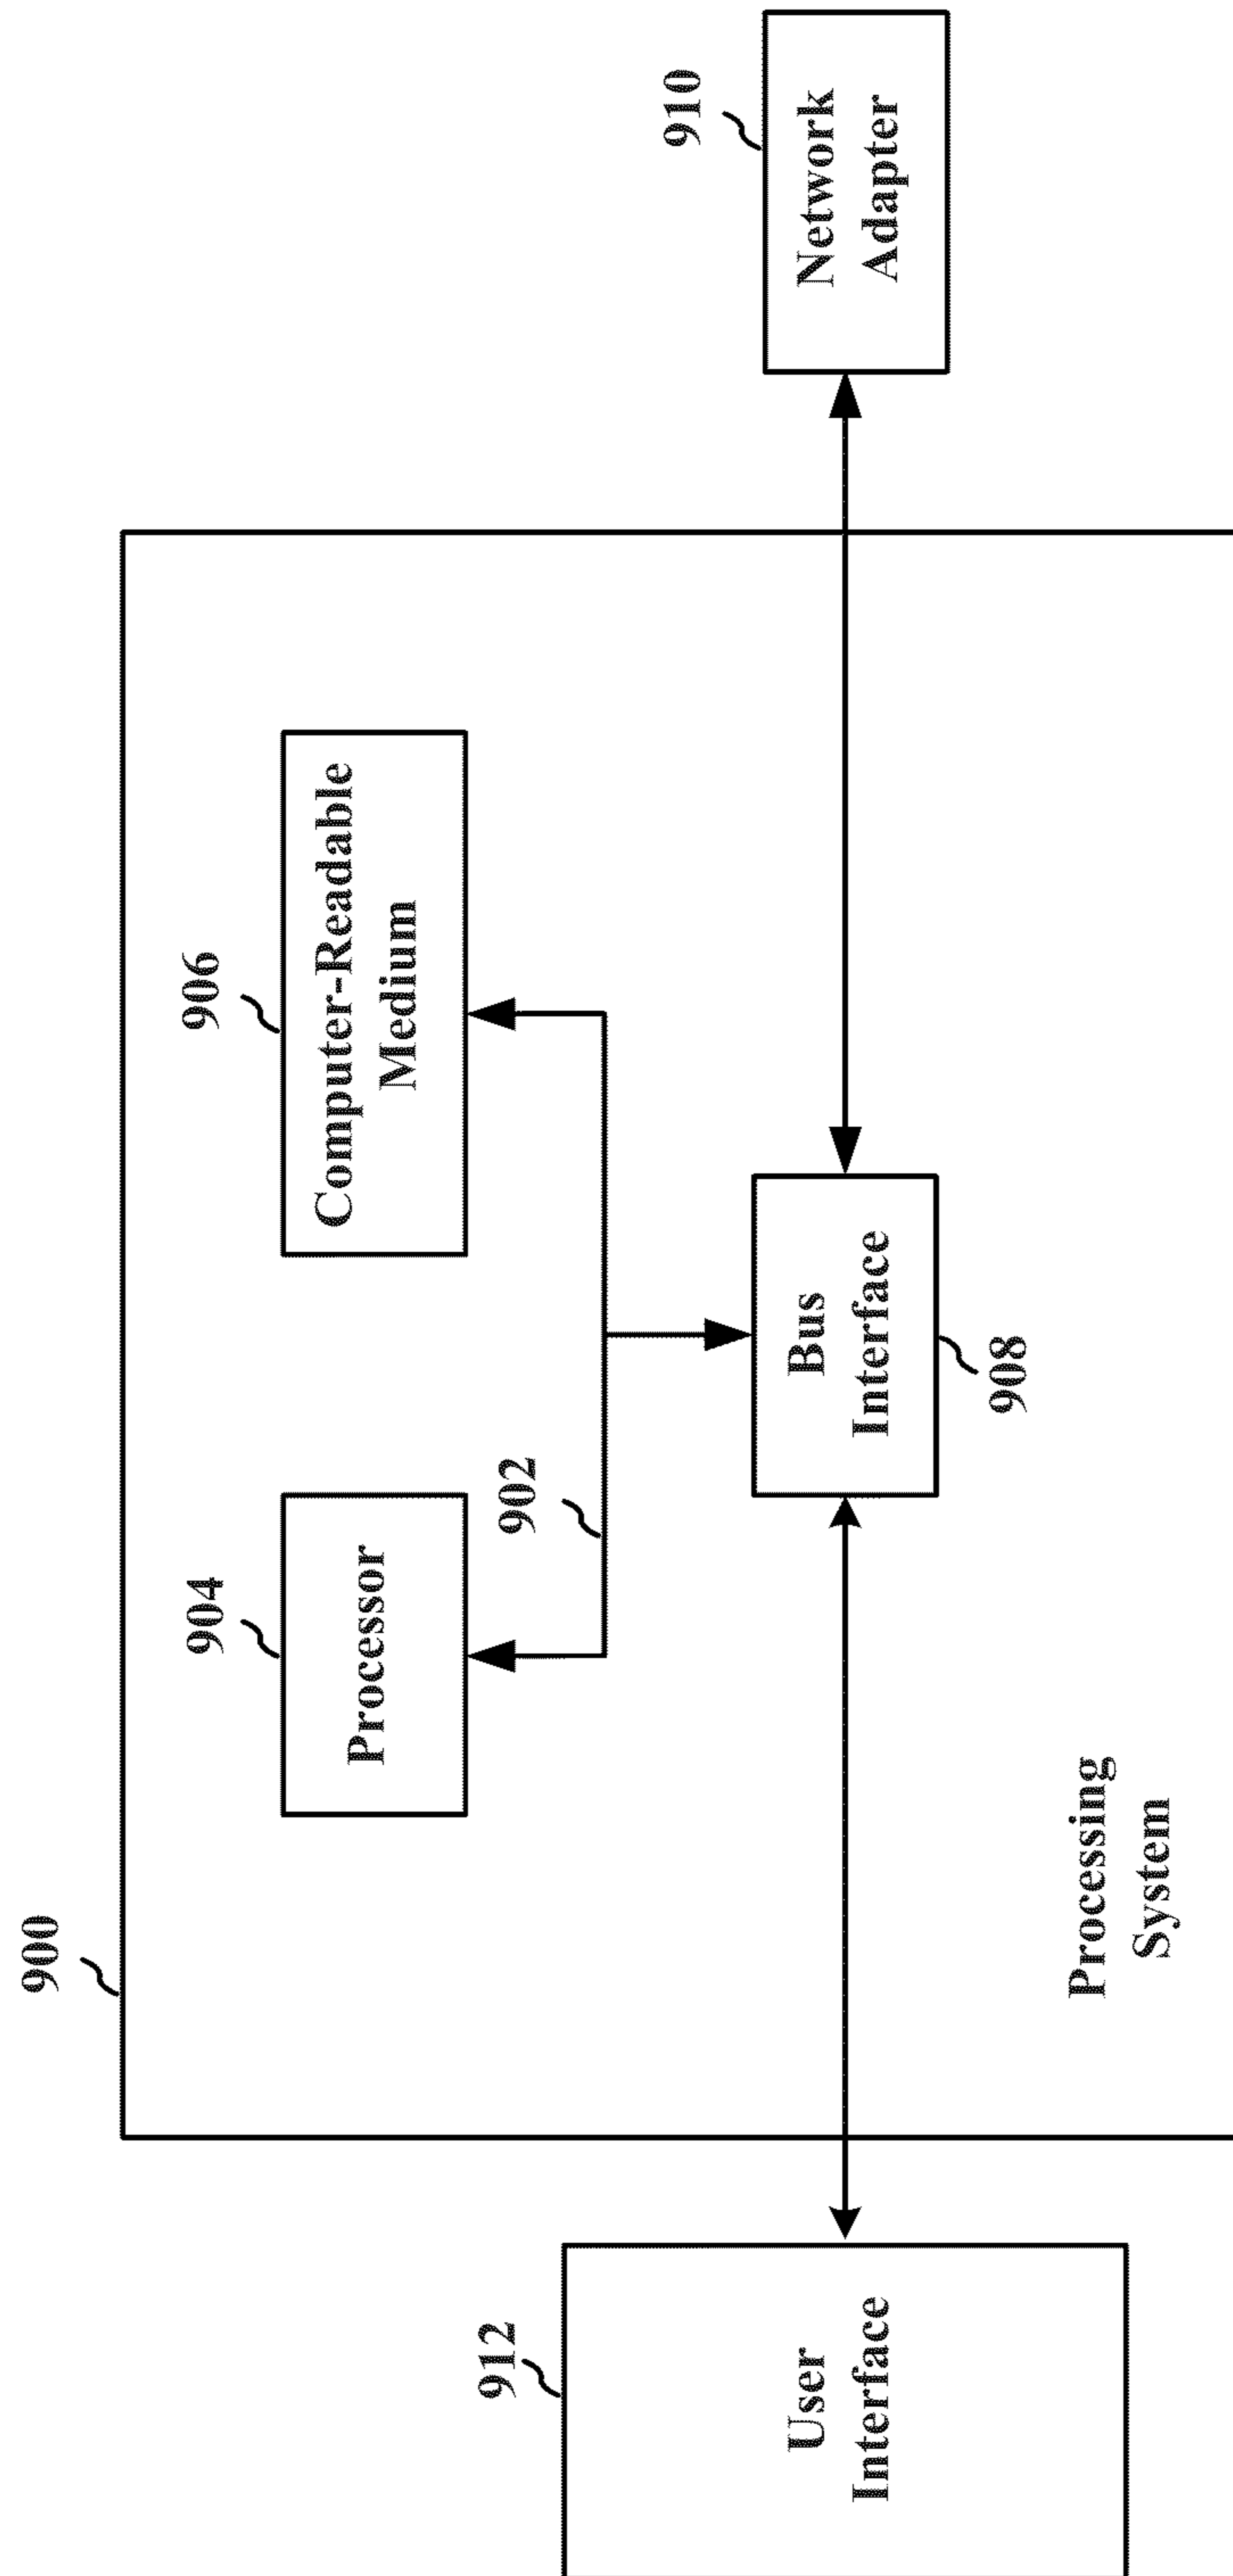 900
904
Processor
906
Computer-Readable
Medium
902
912
User
Interface
Bus
Interface
908
910
Network
Adapter
Processing
System